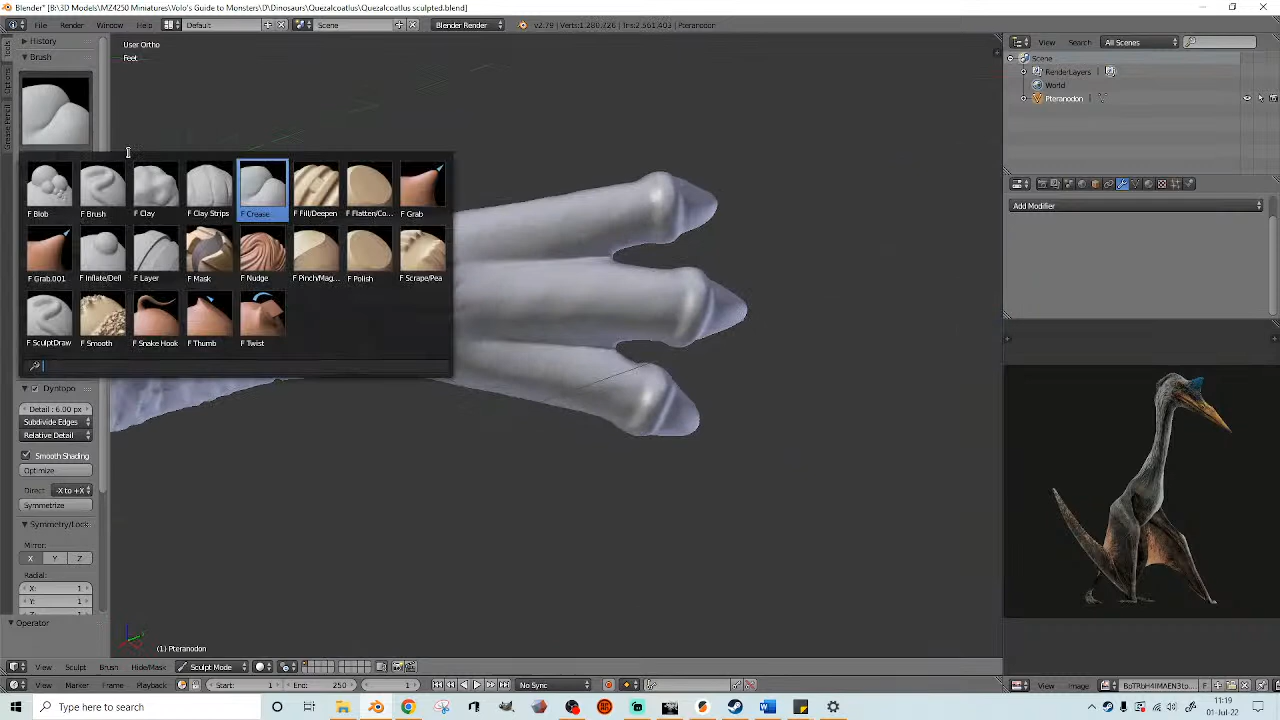 Blender* [B:\3D Models\MZ4250 Miniatures\Volo's Guide to Monsters\D\Dinosaurs\Quezalcoatlus\Quezalcoatlus sculpted.blend]
File Render Window Help Default Scene Blender Render v2.79 | Verts:1,280,726 | Tris:2,561,403 | Pteranodon
View Search All Scenes
History
Brush
User Ortho
Feet
Scene
RenderLayers
World
Pteranodon
Add Modifier
F Blob F Brush F Clay F Clay Strips F Crease F Fill/Deepen F Flatten/Co... F Grab
F Grab.001 F Inflate/Defl F Layer F Mask F Nudge F Pinch/Mag... F Polish F Scrape/Pea
F SculptDraw F Smooth F Snake Hook F Thumb F Twist
Tools
Options
Grease Pencil
Dyntopo
Detail: 6.00 px
Subdivide Edges
Relative Detail
Smooth Shading
Optimize
Direct -X to +X
Symmetrize
Symmetry/Lock
Mirror:
X Y Z
Radial:
X: 1
Y: 1
Operator
(1) Pteranodon
View Sculpt Brush Hide/Mask Sculpt Mode
View Marker Frame Playback Start: 1 End: 250 1 No Sync
View Image F
Type here to search
11:19
01-Jul-22